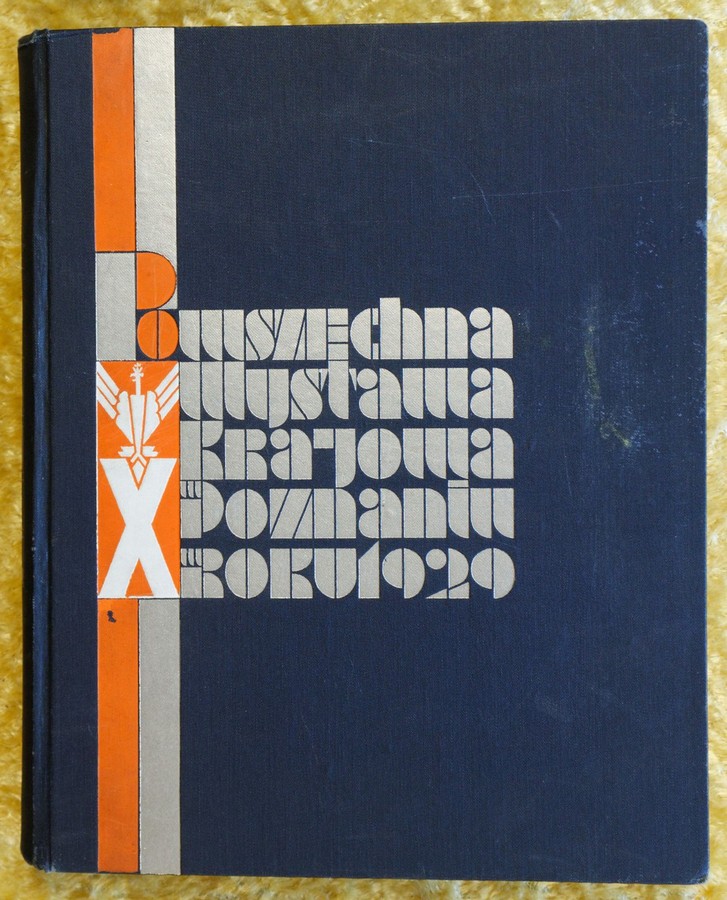 Powszechna
Wystawa
Krajowa
w Poznaniu
w ROKU 1929
X